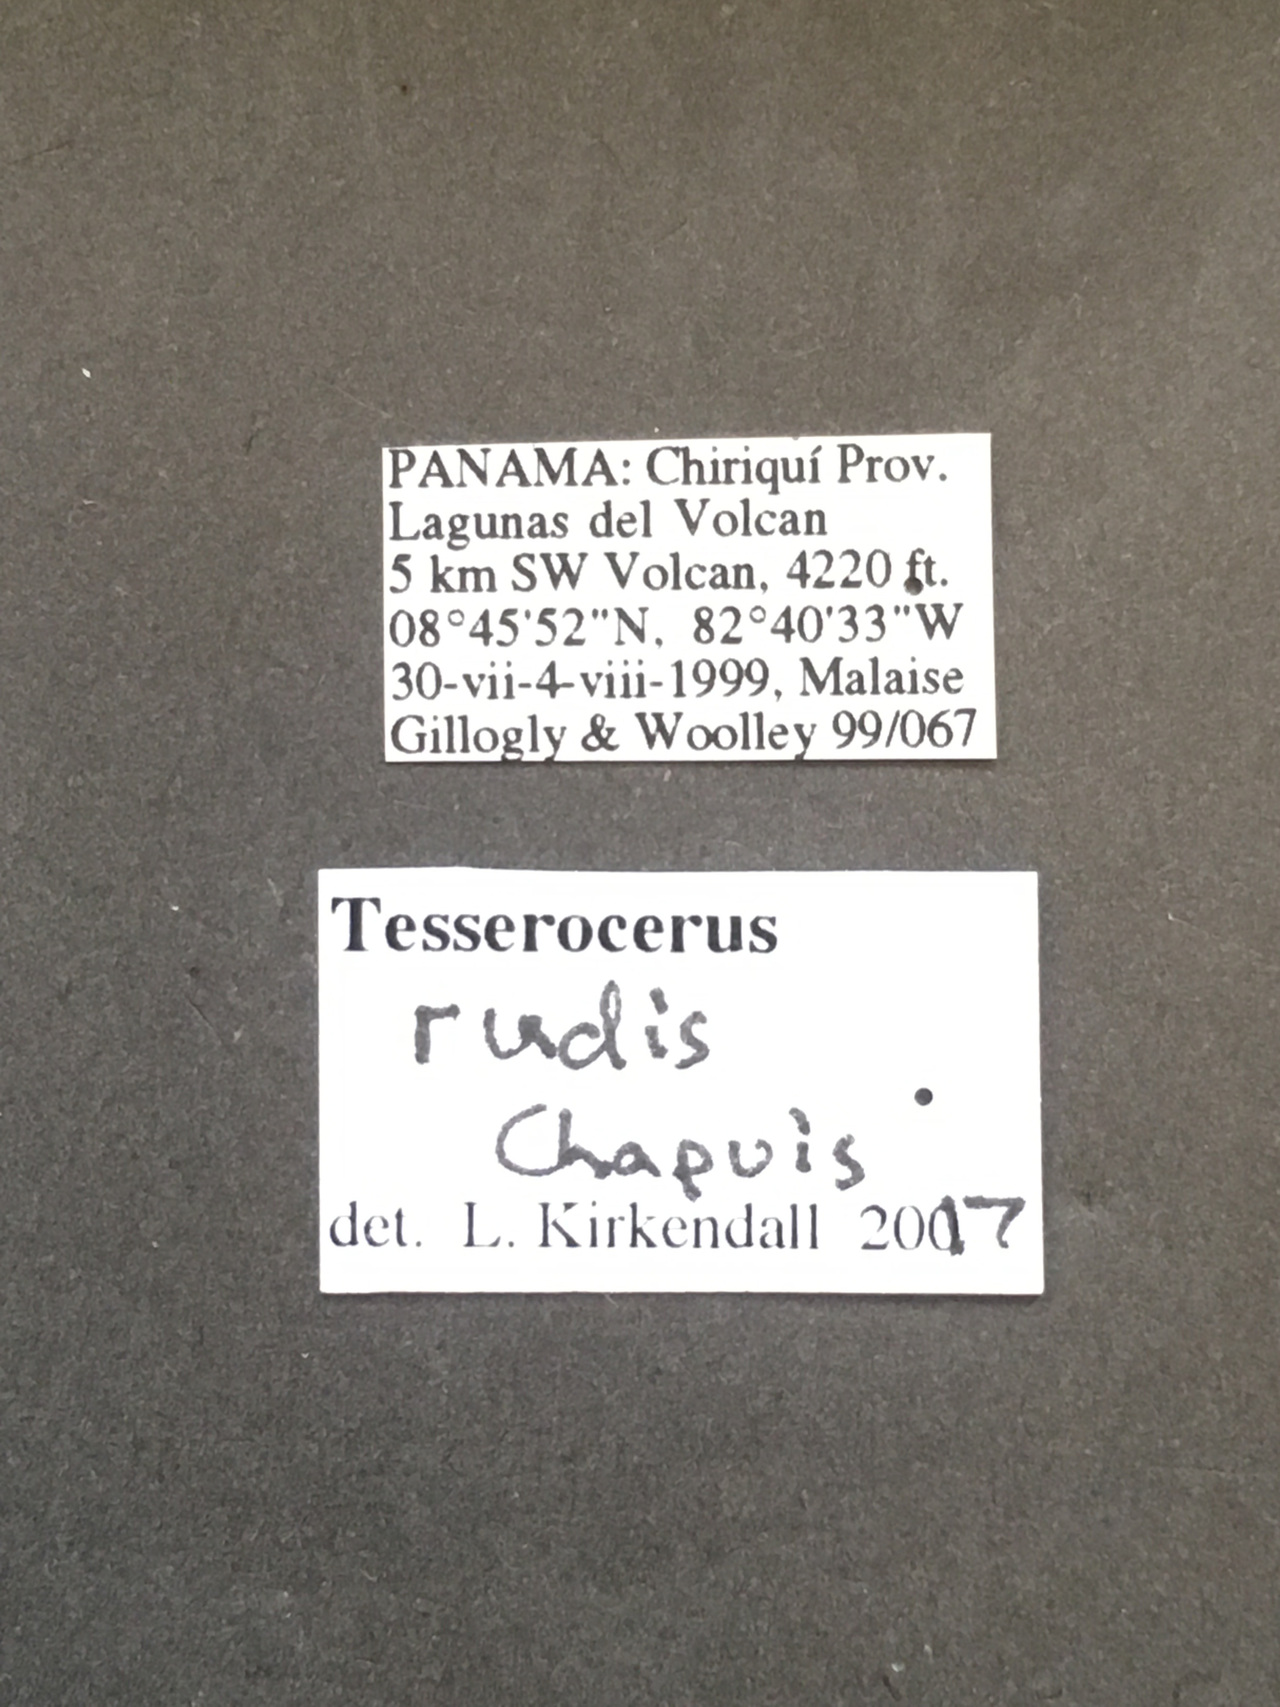 PANAMA: Chiriquí Prov.
Lagunas del Volcan
5 km SW Volcan, 4220 ft.
08°45'52"N, 82°40'33"W
30-vii-4-viii-1999, Malaise
Gillogly & Woolley 99/067
Tesserocerus
rudis
Chapuis
det. L. Kirkendall 2017